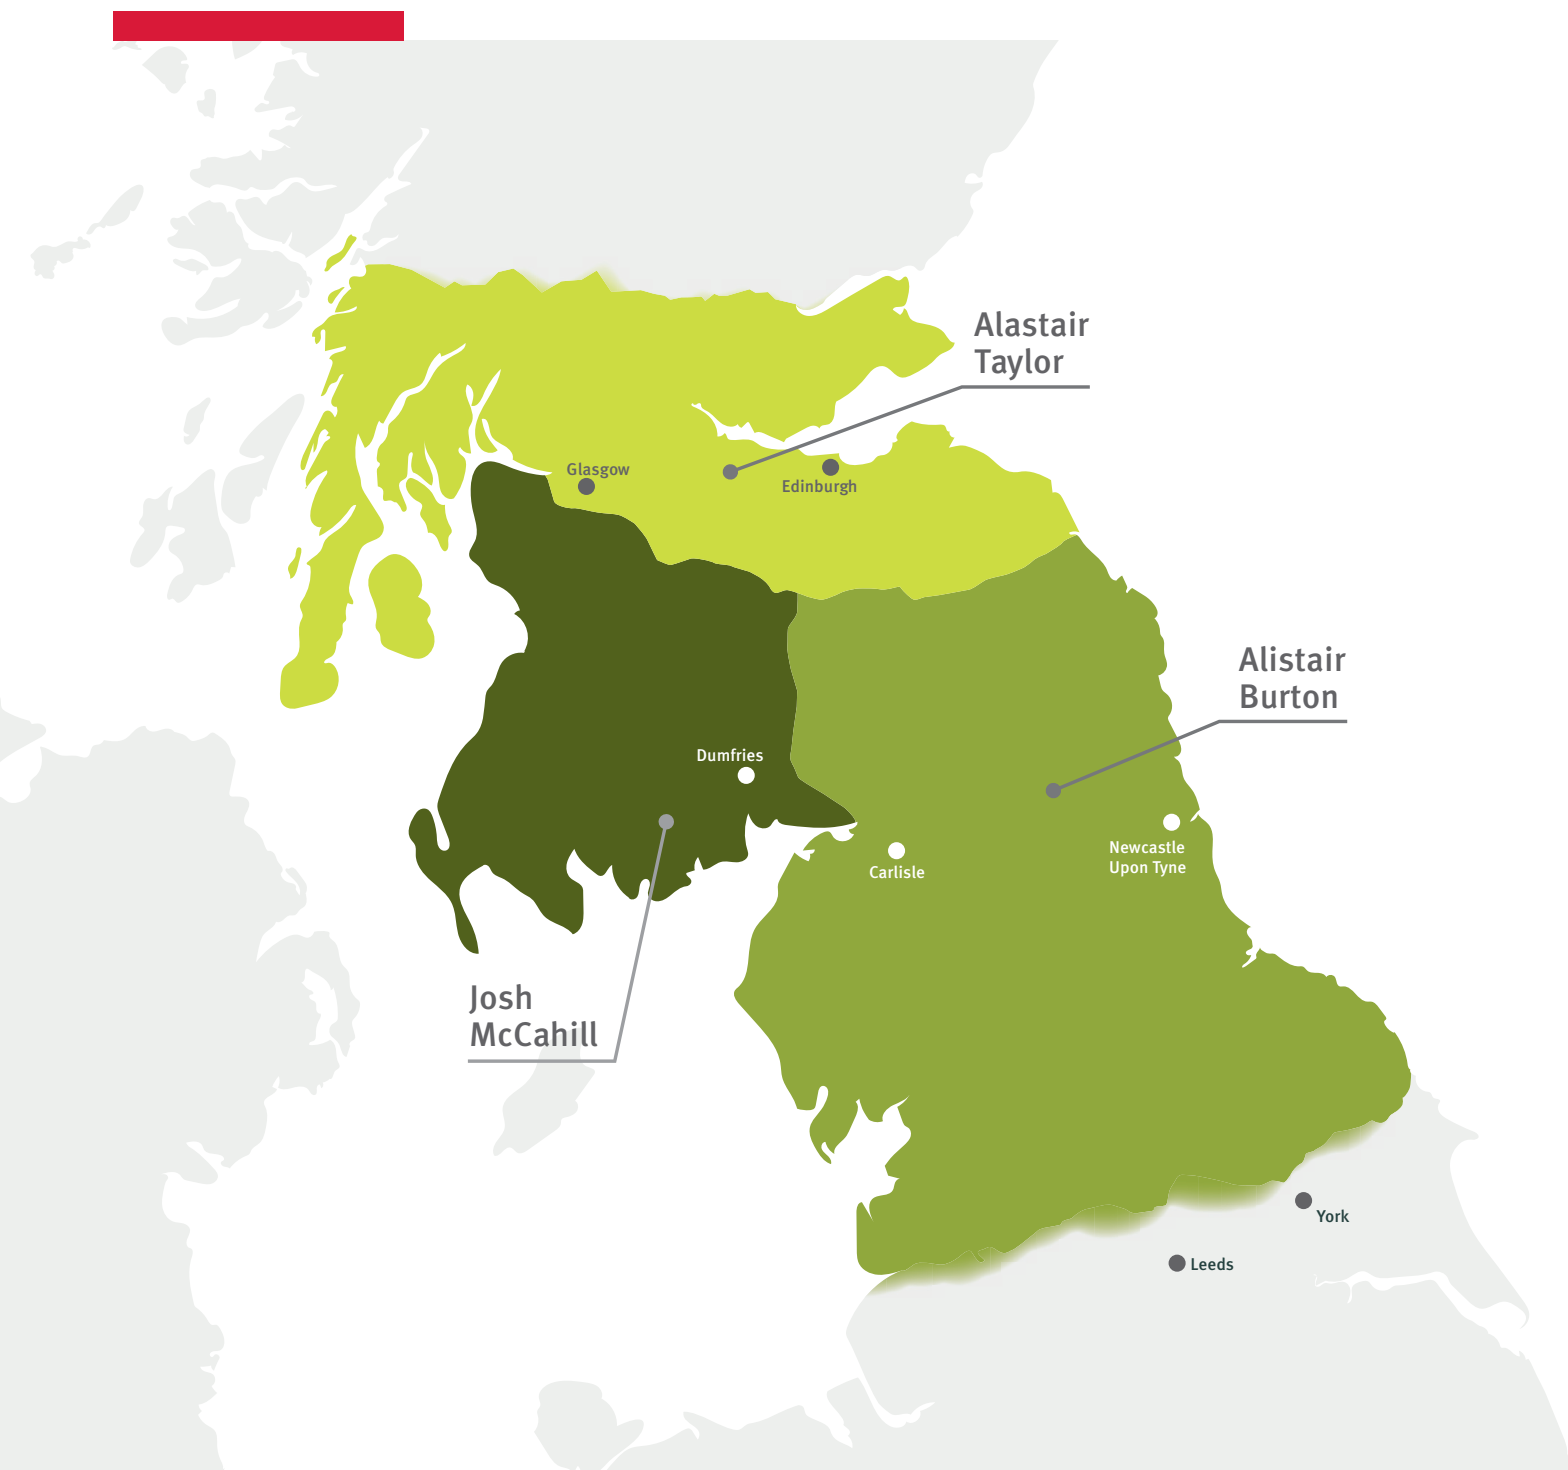 Alastair
Taylor
Glasgow
Edinburgh
Alistair
Burton
Dumfries
Newcastle
Upon Tyne
Carlisle
Josh
McCahill
York
Leeds